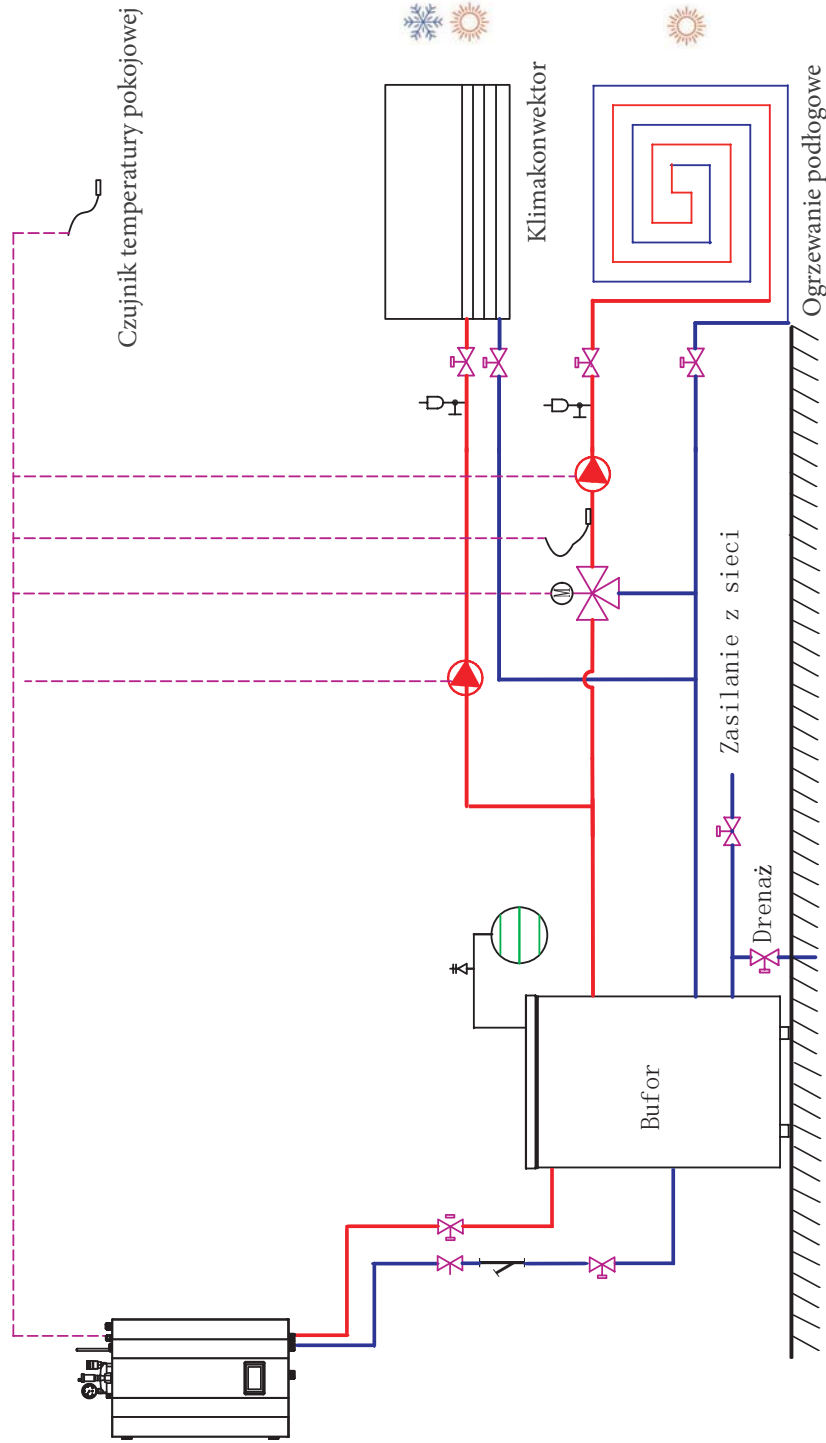 Czujnik temperatury pokojowej
Klimakonwektor
Ogrzewanie podłogowe
M
Zasilanie z sieci
Drenaż
Bufor